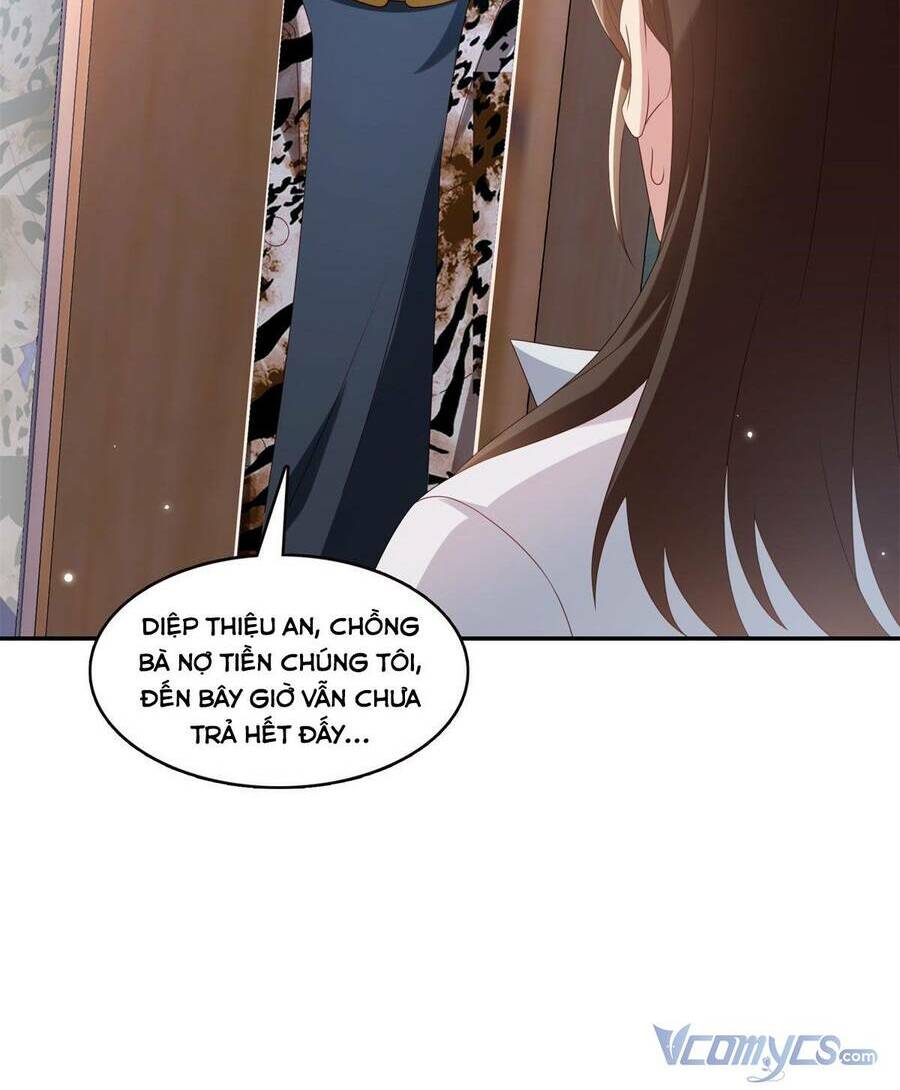 DIỆP THIỆU AN, CHỒNG
BÀ NỢ TIỀN CHÚNG TÔI,
ĐẾN BÂY GIỜ VẪN CHƯA
TRẢ HẾT ĐẤY...
VCOMYCS.com